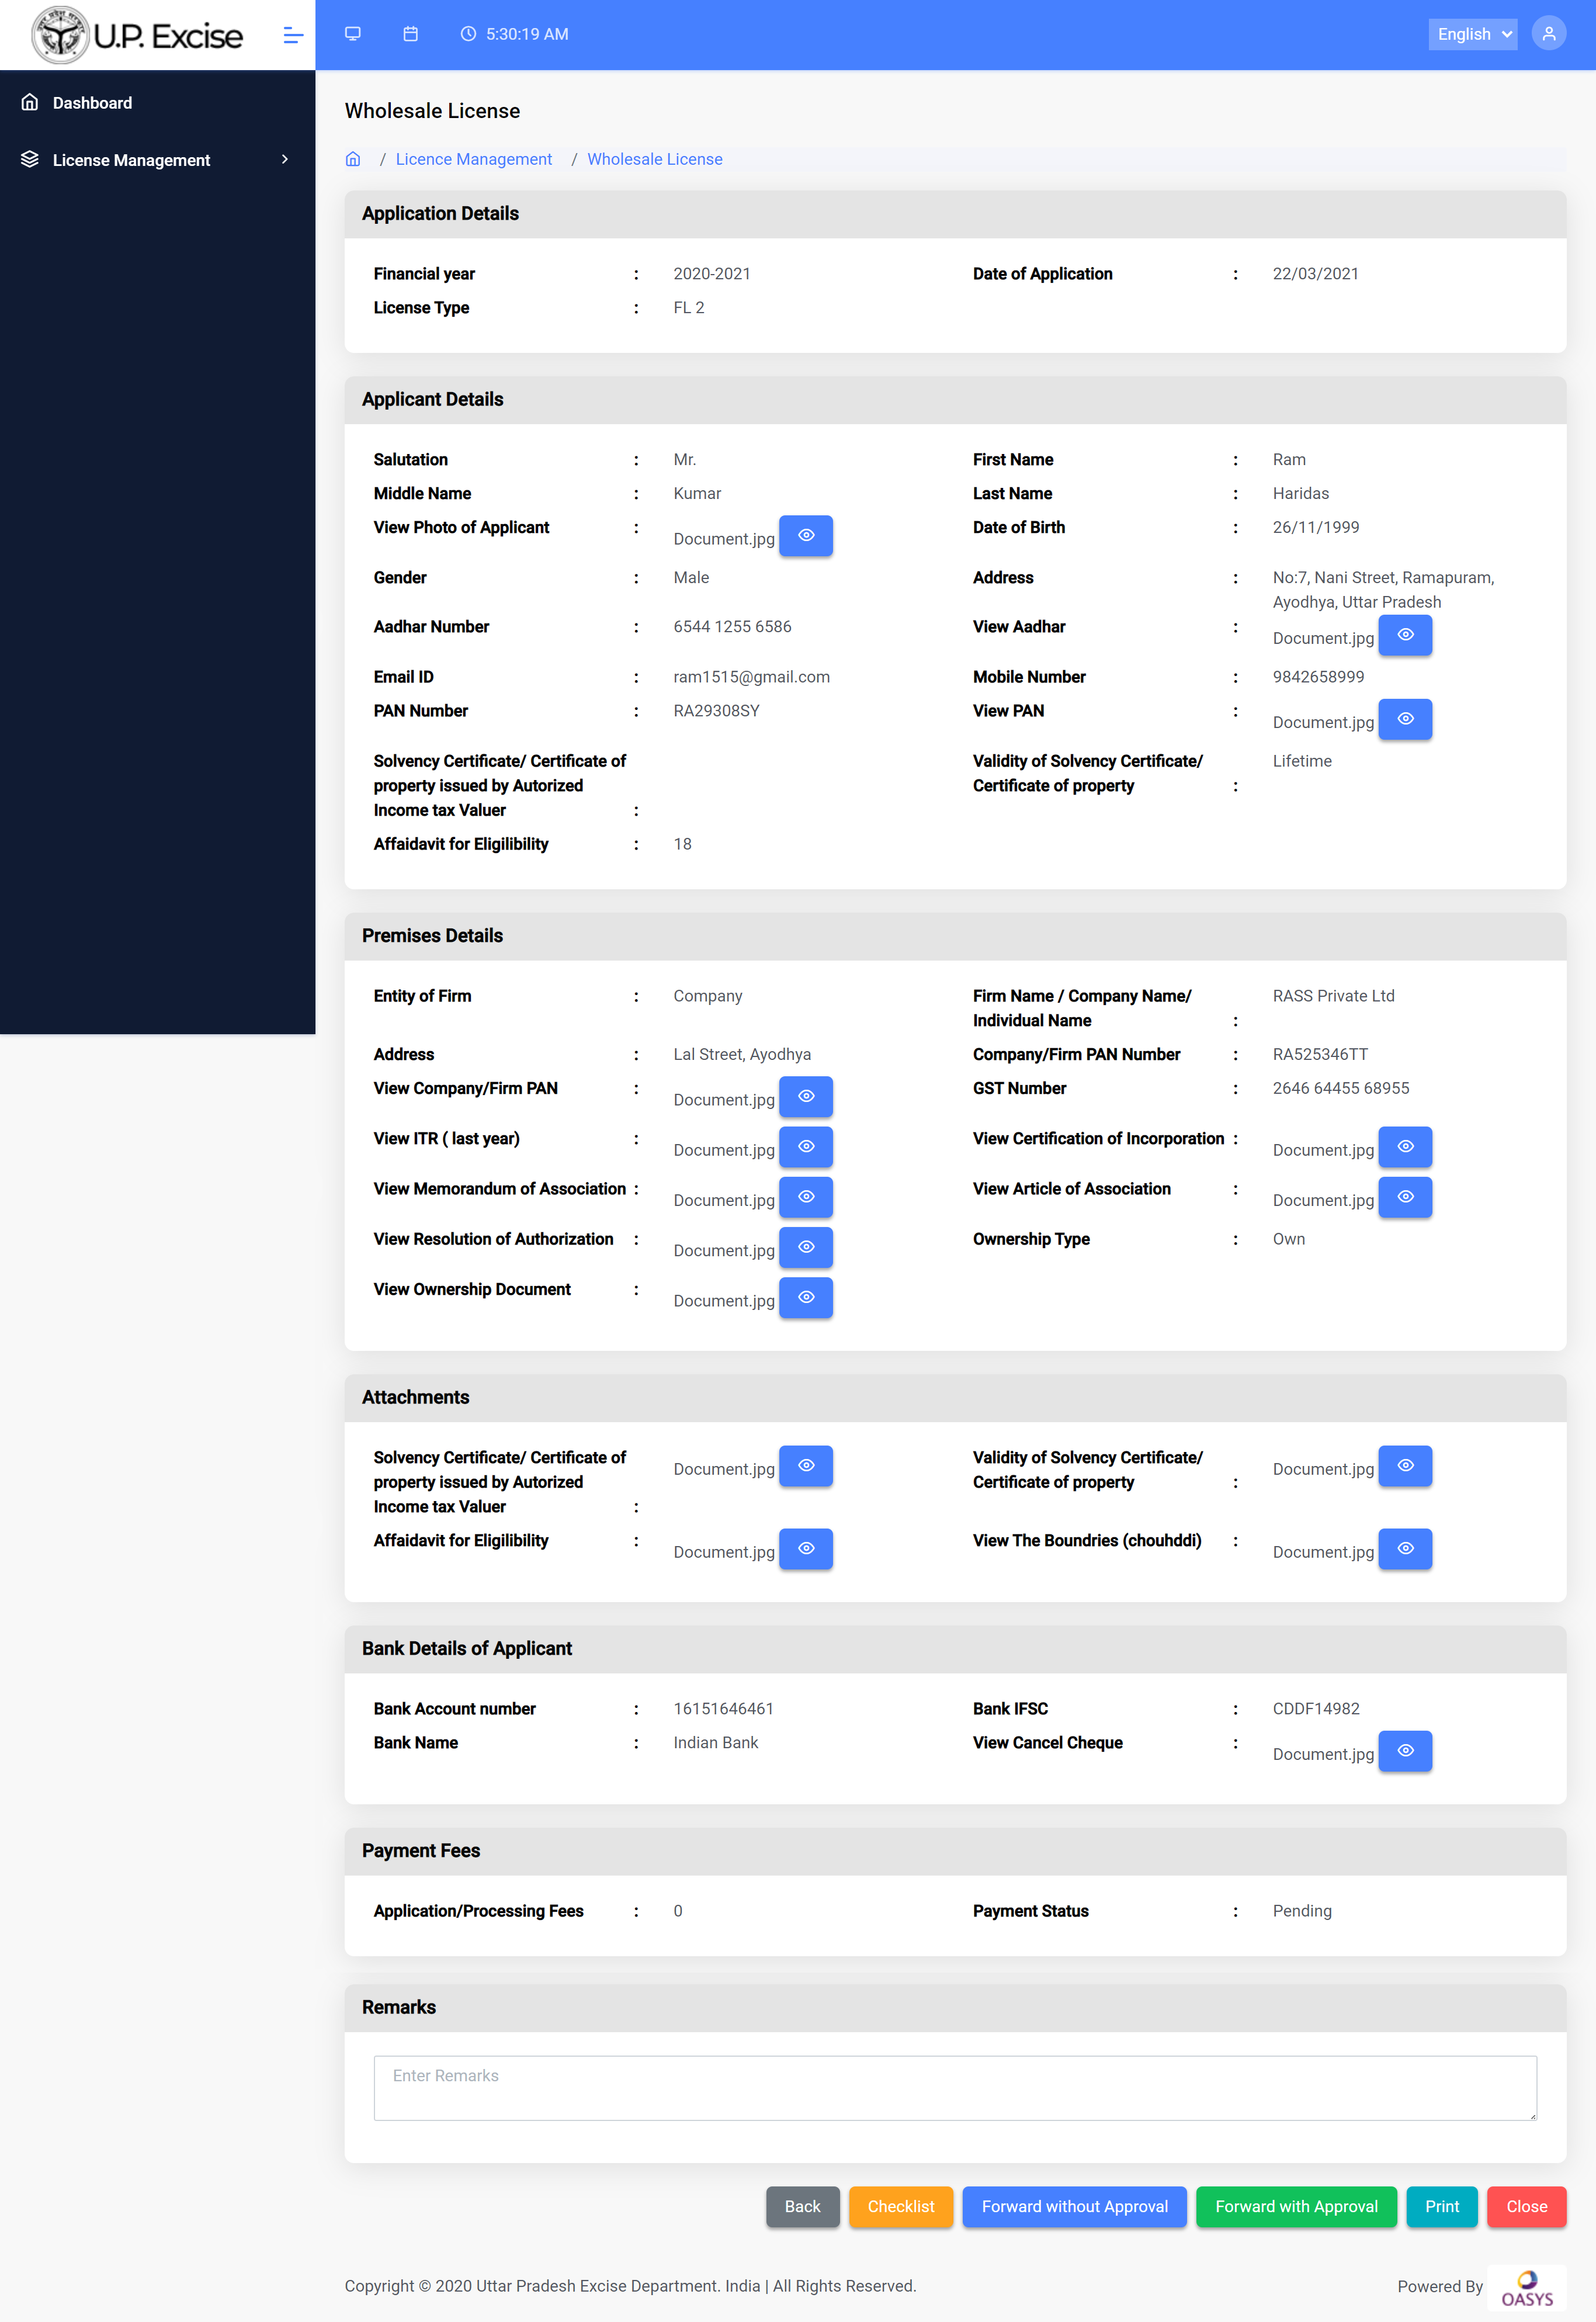 U.P. Excise
5:30:19 AM
English
Dashboard
License Management
Wholesale License
/ Licence Management / Wholesale License
Application Details
Financial year : 2020-2021
Date of Application : 22/03/2021
License Type : FL 2
Applicant Details
Salutation : Mr.
First Name : Ram
Middle Name : Kumar
Last Name : Haridas
View Photo of Applicant : Document.jpg
Date of Birth : 26/11/1999
Gender : Male
Address : No:7, Nani Street, Ramapuram,
Ayodhya, Uttar Pradesh
Aadhar Number : 6544 1255 6586
View Aadhar : Document.jpg
Email ID : ram1515@gmail.com
Mobile Number : 9842658999
PAN Number : RA29308SY
View PAN : Document.jpg
Solvency Certificate/ Certificate of
property issued by Autorized
Income tax Valuer :
Validity of Solvency Certificate/ Lifetime
Certificate of property :
Affaidavit for Eligilibility : 18
Premises Details
Entity of Firm : Company
Firm Name / Company Name/ RASS Private Ltd
Individual Name :
Address : Lal Street, Ayodhya
Company/Firm PAN Number : RA525346TT
View Company/Firm PAN : Document.jpg
GST Number : 2646 64455 68955
View ITR ( last year) : Document.jpg
View Certification of Incorporation : Document.jpg
View Memorandum of Association : Document.jpg
View Article of Association : Document.jpg
View Resolution of Authorization : Document.jpg
Ownership Type : Own
View Ownership Document : Document.jpg
Attachments
Solvency Certificate/ Certificate of Document.jpg
property issued by Autorized
Income tax Valuer :
Validity of Solvency Certificate/ Document.jpg
Certificate of property :
Affaidavit for Eligilibility : Document.jpg
View The Boundries (chouhddi) : Document.jpg
Bank Details of Applicant
Bank Account number : 16151646461
Bank IFSC : CDDF14982
Bank Name : Indian Bank
View Cancel Cheque : Document.jpg
Payment Fees
Application/Processing Fees : 0
Payment Status : Pending
Remarks
Enter Remarks
Back
Checklist
Forward without Approval
Forward with Approval
Print
Close
Copyright © 2020 Uttar Pradesh Excise Department. India | All Rights Reserved.
Powered By OASYS